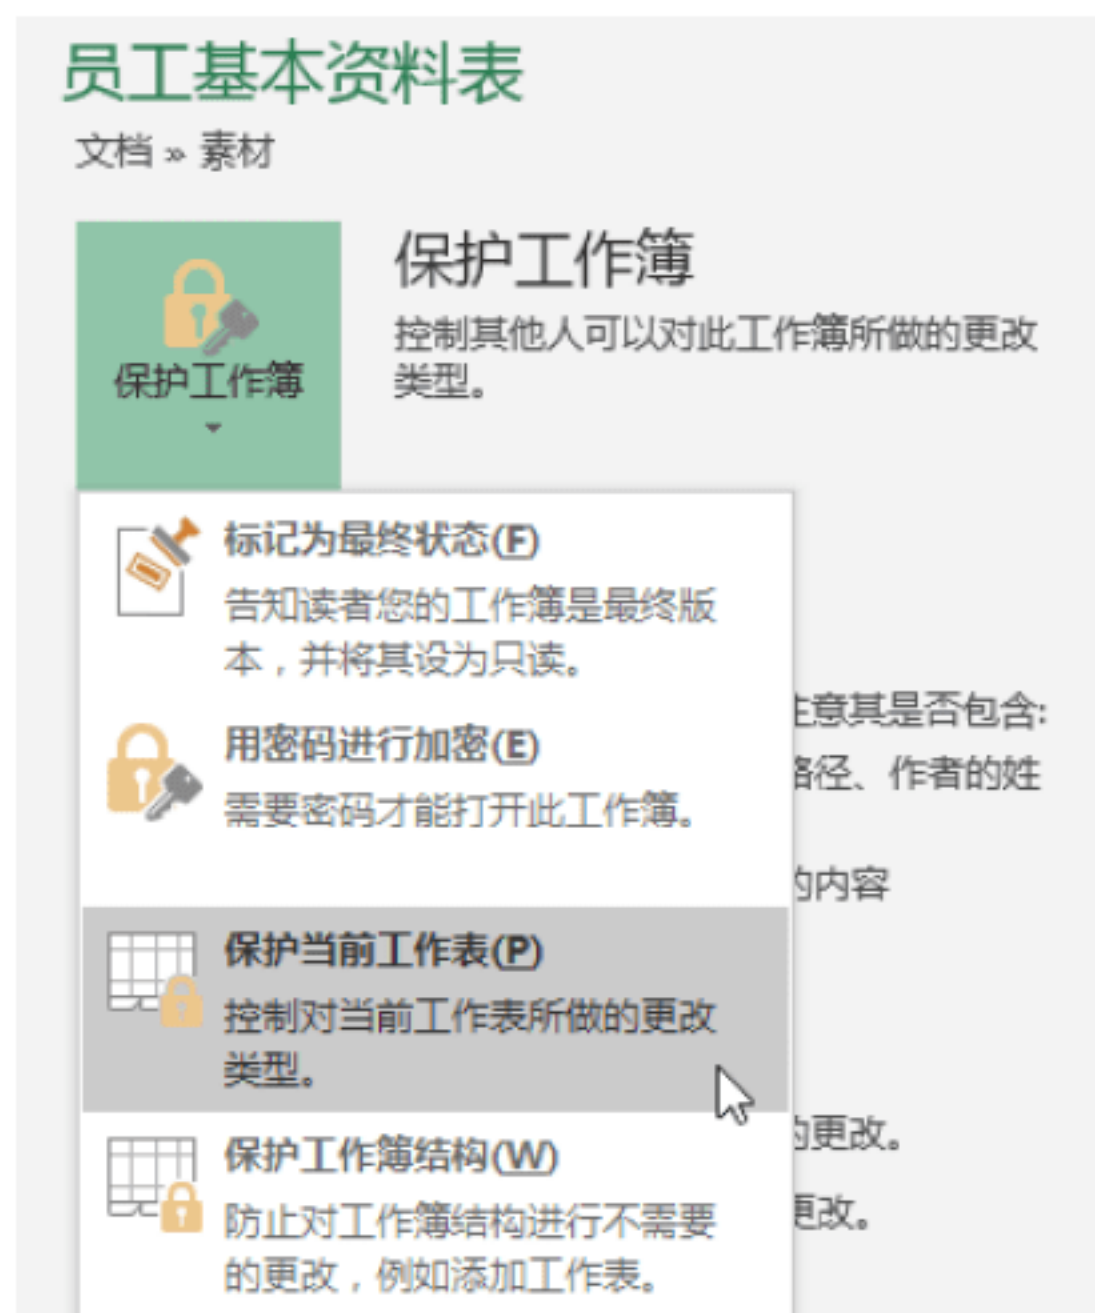 员工基本资料表
文档 » 素材
保护工作簿
控制其他人可以对此工作簿所做的更改
类型。
保护工作簿
标记为最终状态(F)
告知读者您的工作簿是最终版
本，并将其设为只读。
用密码进行加密(E)
需要密码才能打开此工作簿。
保护当前工作表(P)
控制对当前工作表所做的更改
类型。
保护工作簿结构(W)
防止对工作簿结构进行不需要
的更改，例如添加工作表。
意其是否包含:
径、作者的姓
的内容
更改。
更改。